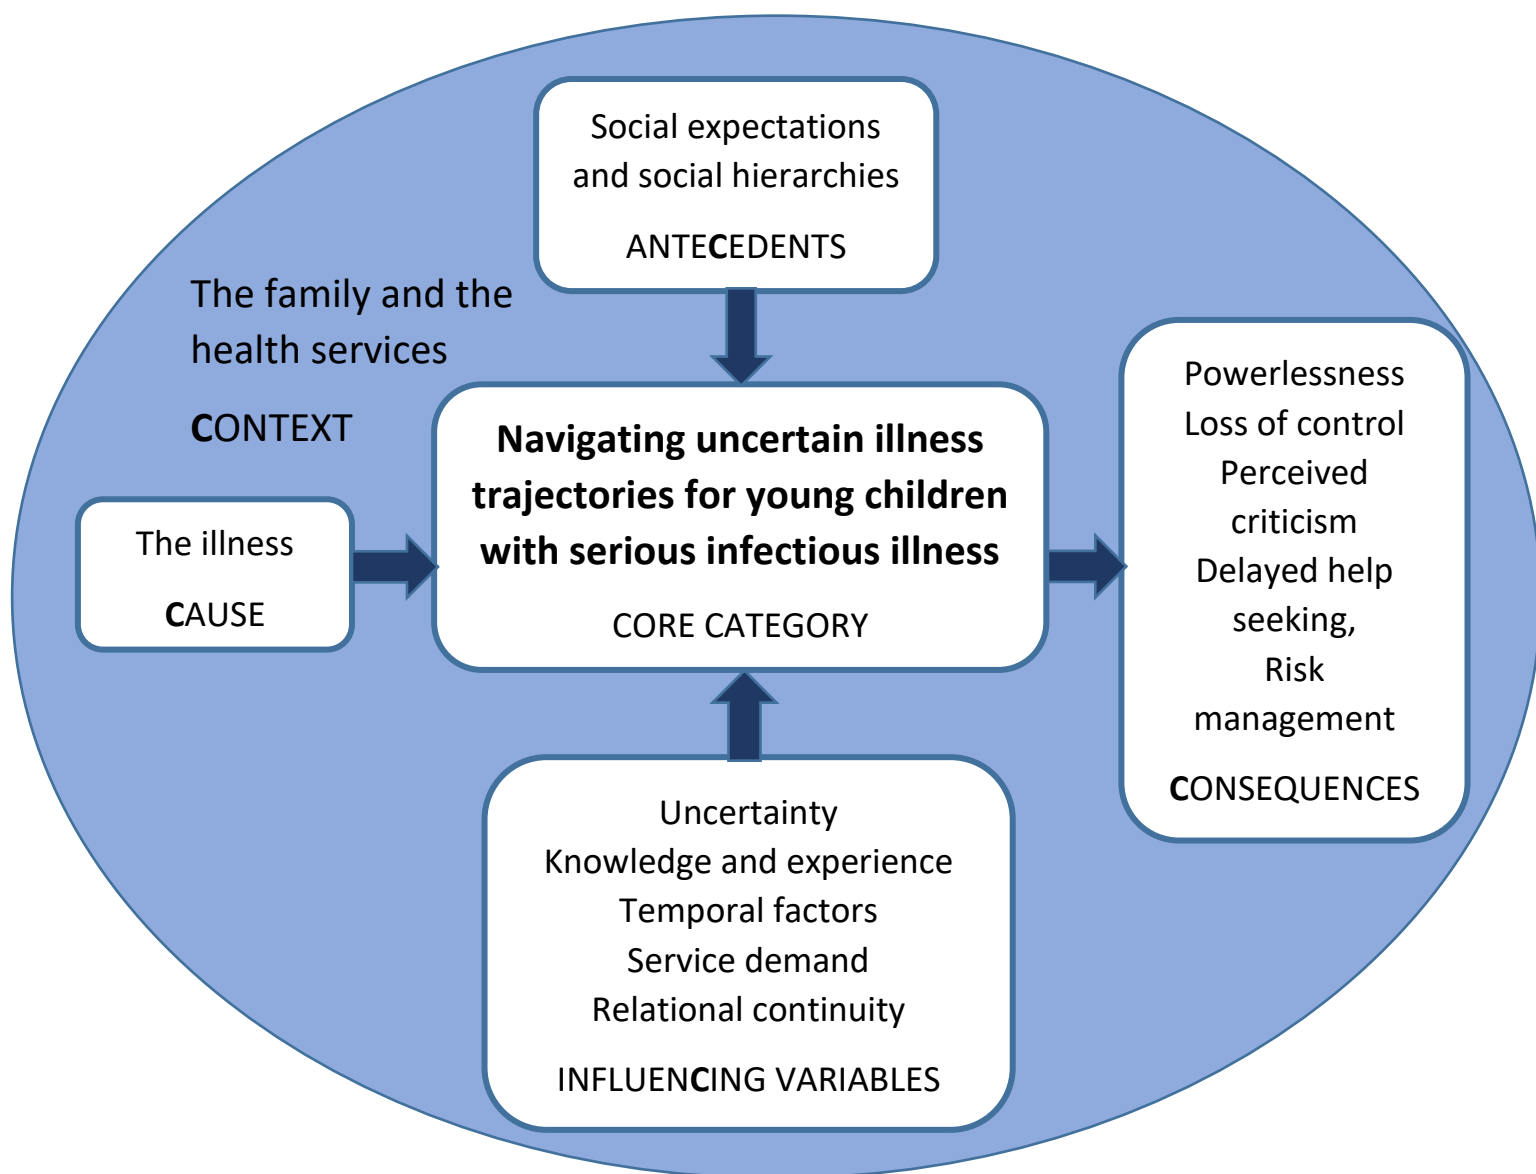 Social expectations
and social hierarchies
ANTECEDENTS
The family and the
health services
CONTEXT
The illness
CAUSE
Navigating uncertain illness
trajectories for young children
with serious infectious illness
CORE CATEGORY
Powerlessness
Loss of control
Perceived
criticism
Delayed help
seeking,
Risk
management
CONSEQUENCES
Uncertainty
Knowledge and experience
Temporal factors
Service demand
Relational continuity
INFLUENCING VARIABLES